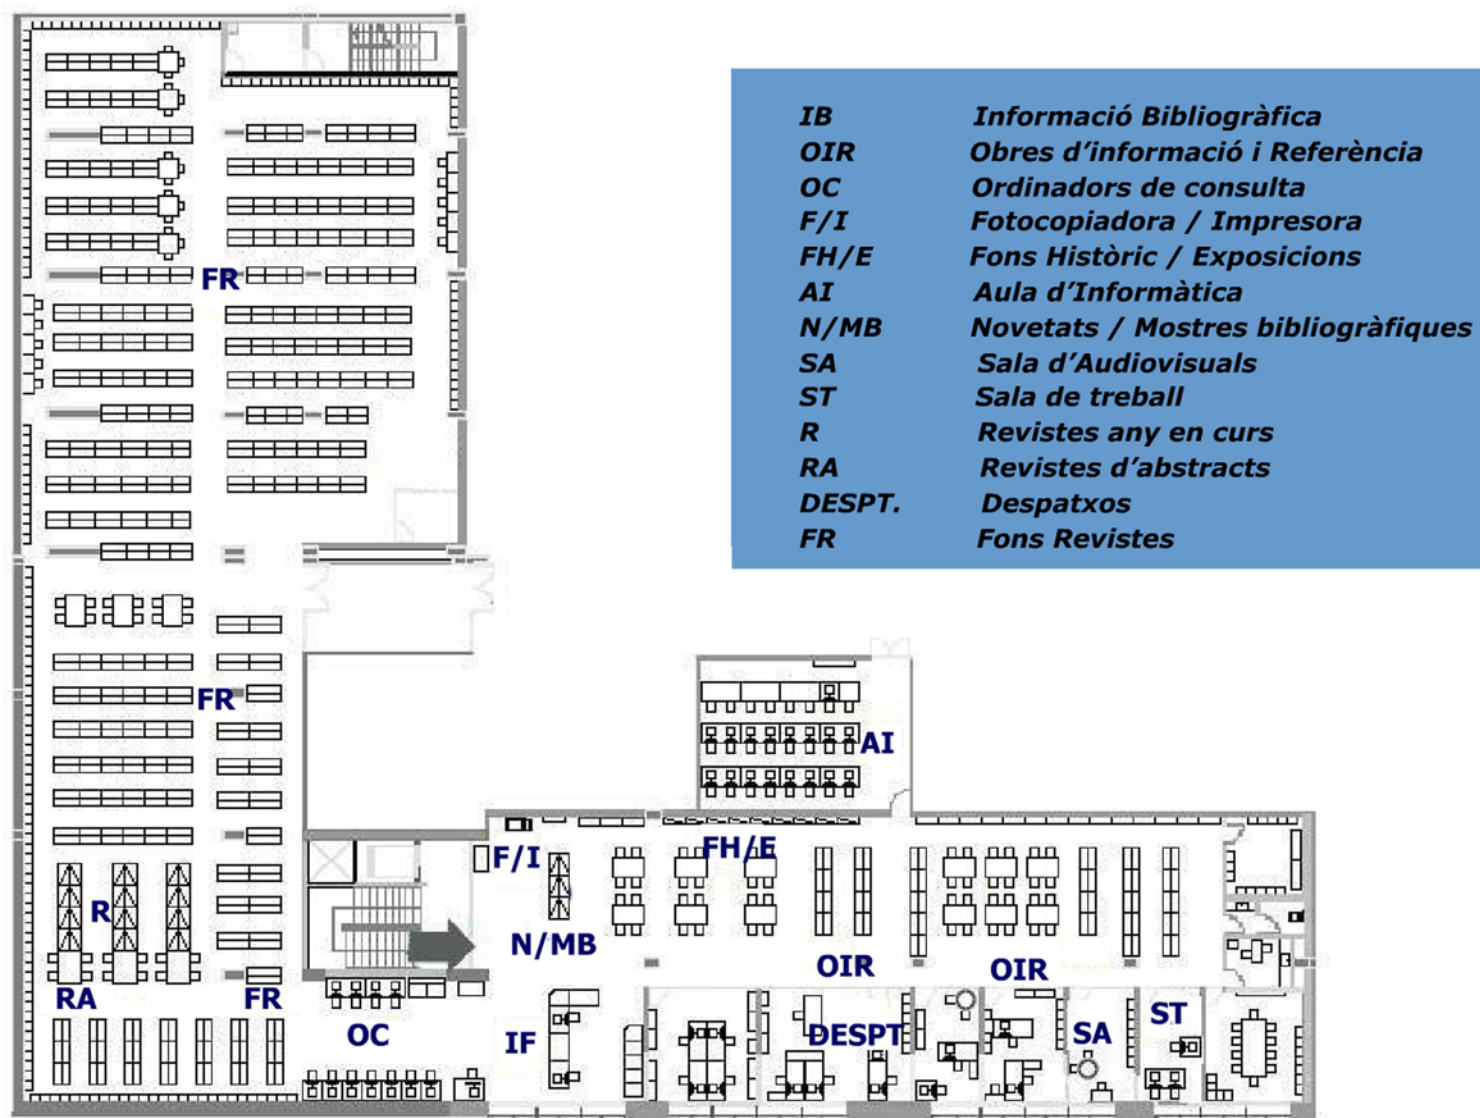 IB Informació Bibliogràfica
OIR Obres d'informació i Referència
OC Ordinadors de consulta
F/I Fotocopiadora / Impresora
FH/E Fons Històric / Exposicions
AI Aula d'Informàtica
N/MB Novetats / Mostres bibliogràfiques
SA Sala d'Audiovisuals
ST Sala de treball
R Revistes any en curs
RA Revistes d'abstracts
DESPT. Despatxos
FR Fons Revistes
FR
FR
AI
F/I
FH/E
R
N/MB
OIR
OIR
RA
FR
OC
IF
DESPT
SA
ST